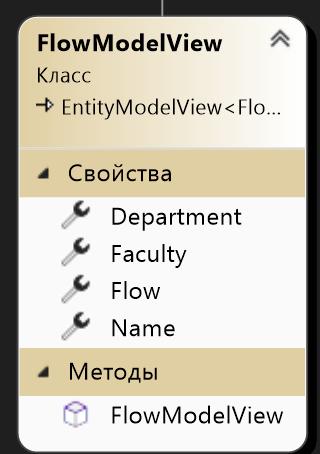 FlowModelView
Класс
EntityModelView<Flo...
Свойства
Department
Faculty
Flow
Name
Методы
FlowModelView